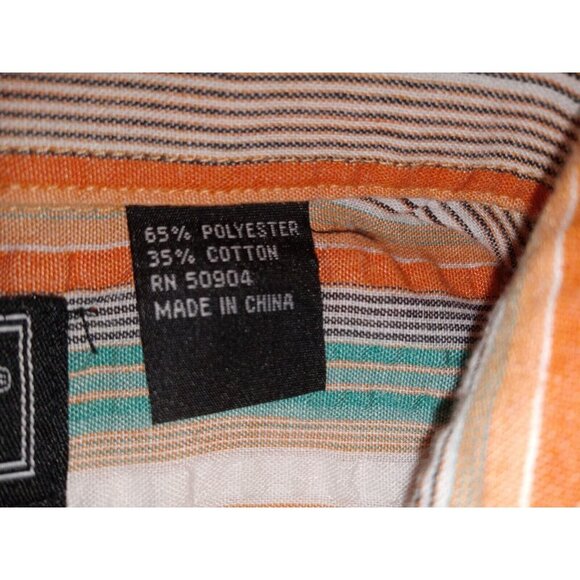 65% POLYESTER
35% COTTON
RN 50904
MADE IN CHINA